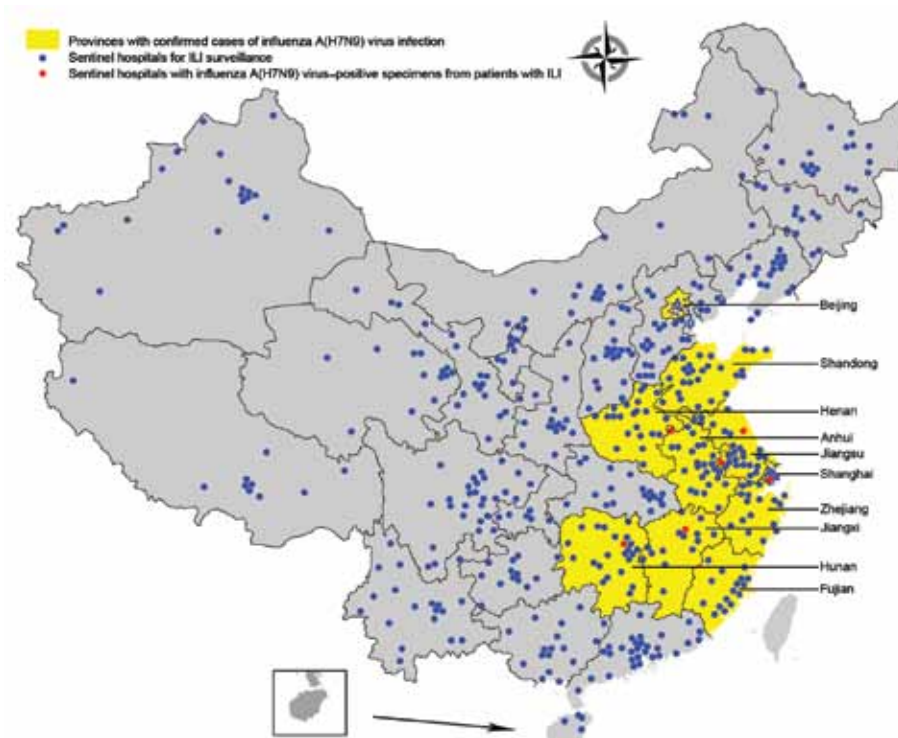 Provinces with confirmed cases of influenza A(H7N9) virus infection
Sentinel hospitals for ILI surveillance
Sentinel hospitals with influenza A(H7N9) virus–positive specimens from patients with ILI
Beijing
Shandong
Henan
Anhui
Jiangsu
Shanghai
Zhejiang
Jiangxi
Hunan
Fujian